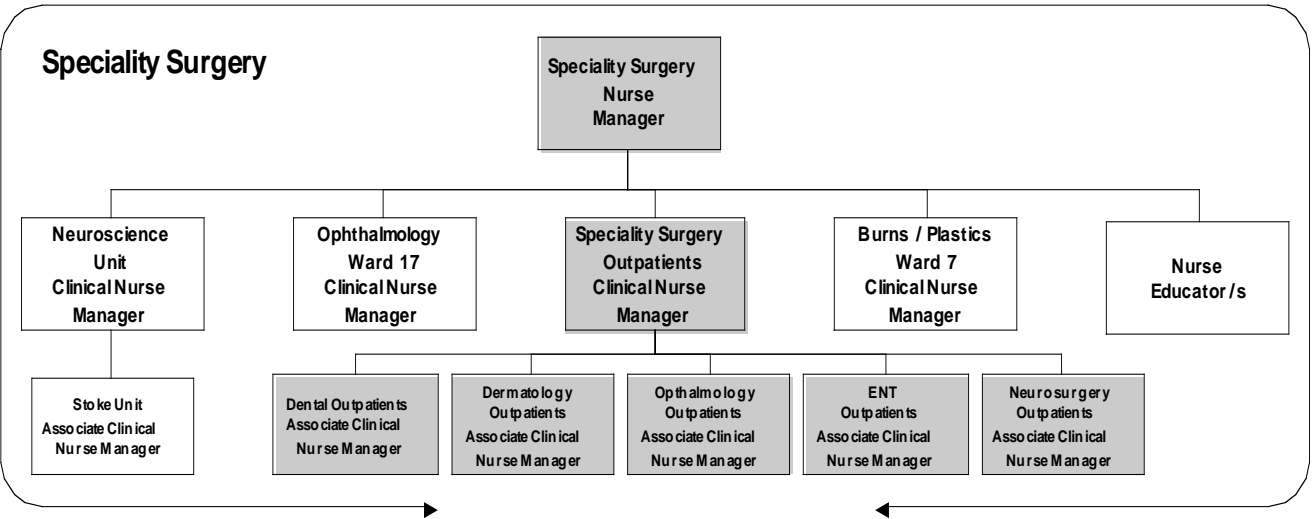 Speciality Surgery
Speciality Surgery
Nurse
Manager
Neuroscience
Unit
Clinical Nurse
Manager
Ophthalmology
Ward 17
Clinical Nurse
Manager
Speciality Surgery
Outpatients
Clinical Nurse
Manager
Burns / Plastics
Ward 7
Clinical Nurse
Manager
Nurse
Educator/s
Stoke Unit
Associate Clinical
Nurse Manager
Dental Outpatients
Associate Clinical
Nurse Manager
Dermatology
Outpatients
Associate Clinical
Nurse Manager
Opthalmology
Outpatients
Associate Clinical
Nurse Manager
ENT
Outpatients
Associate Clinical
Nurse Manager
Neurosurgery
Outpatients
Associate Clinical
Nurse Manager